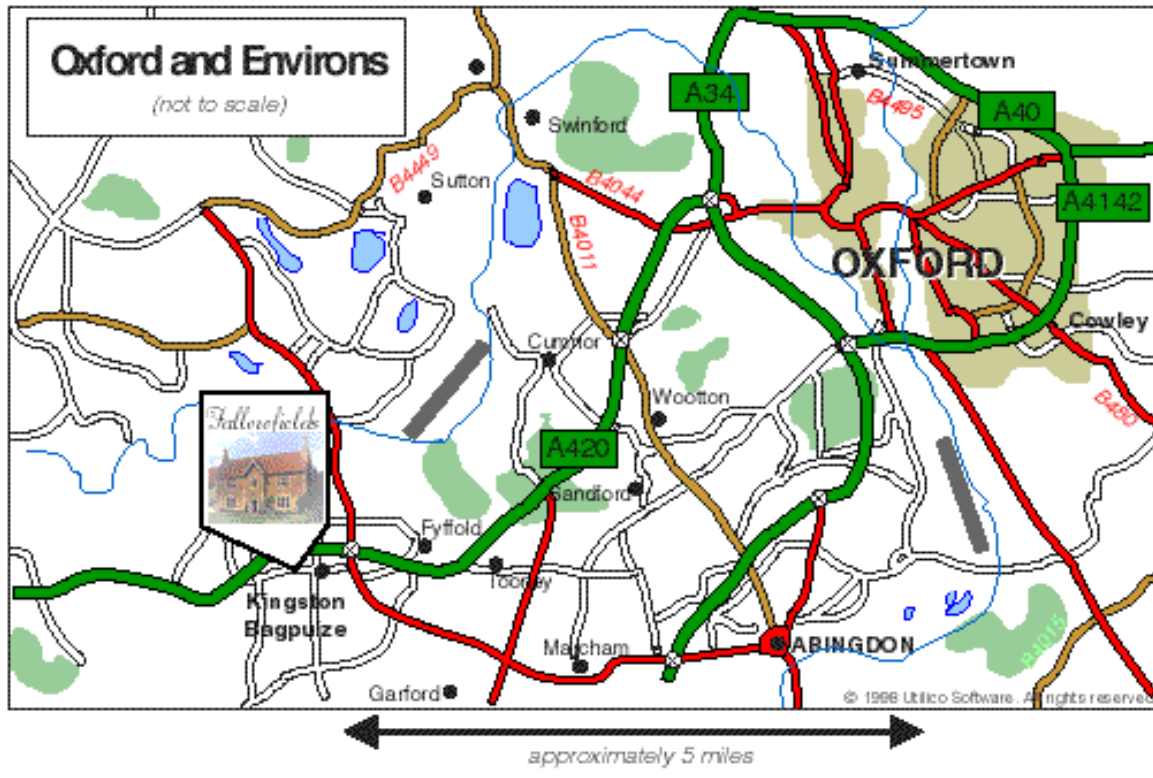 Oxford and Environs
(not to scale)
A34
Summertown
B4495
A40
Swinford
B4449
Sutton
B4044
A4142
B4011
OXFORD
Cowley
Cumnor
Fallowfields
Wootton
B480
A420
Sandford
Fyffold
Tooney
Kingston
Bagpuize
Marcham
ABINGDON
B4015
Garford
© 1998 Utilico Software. All rights reserved
approximately 5 miles